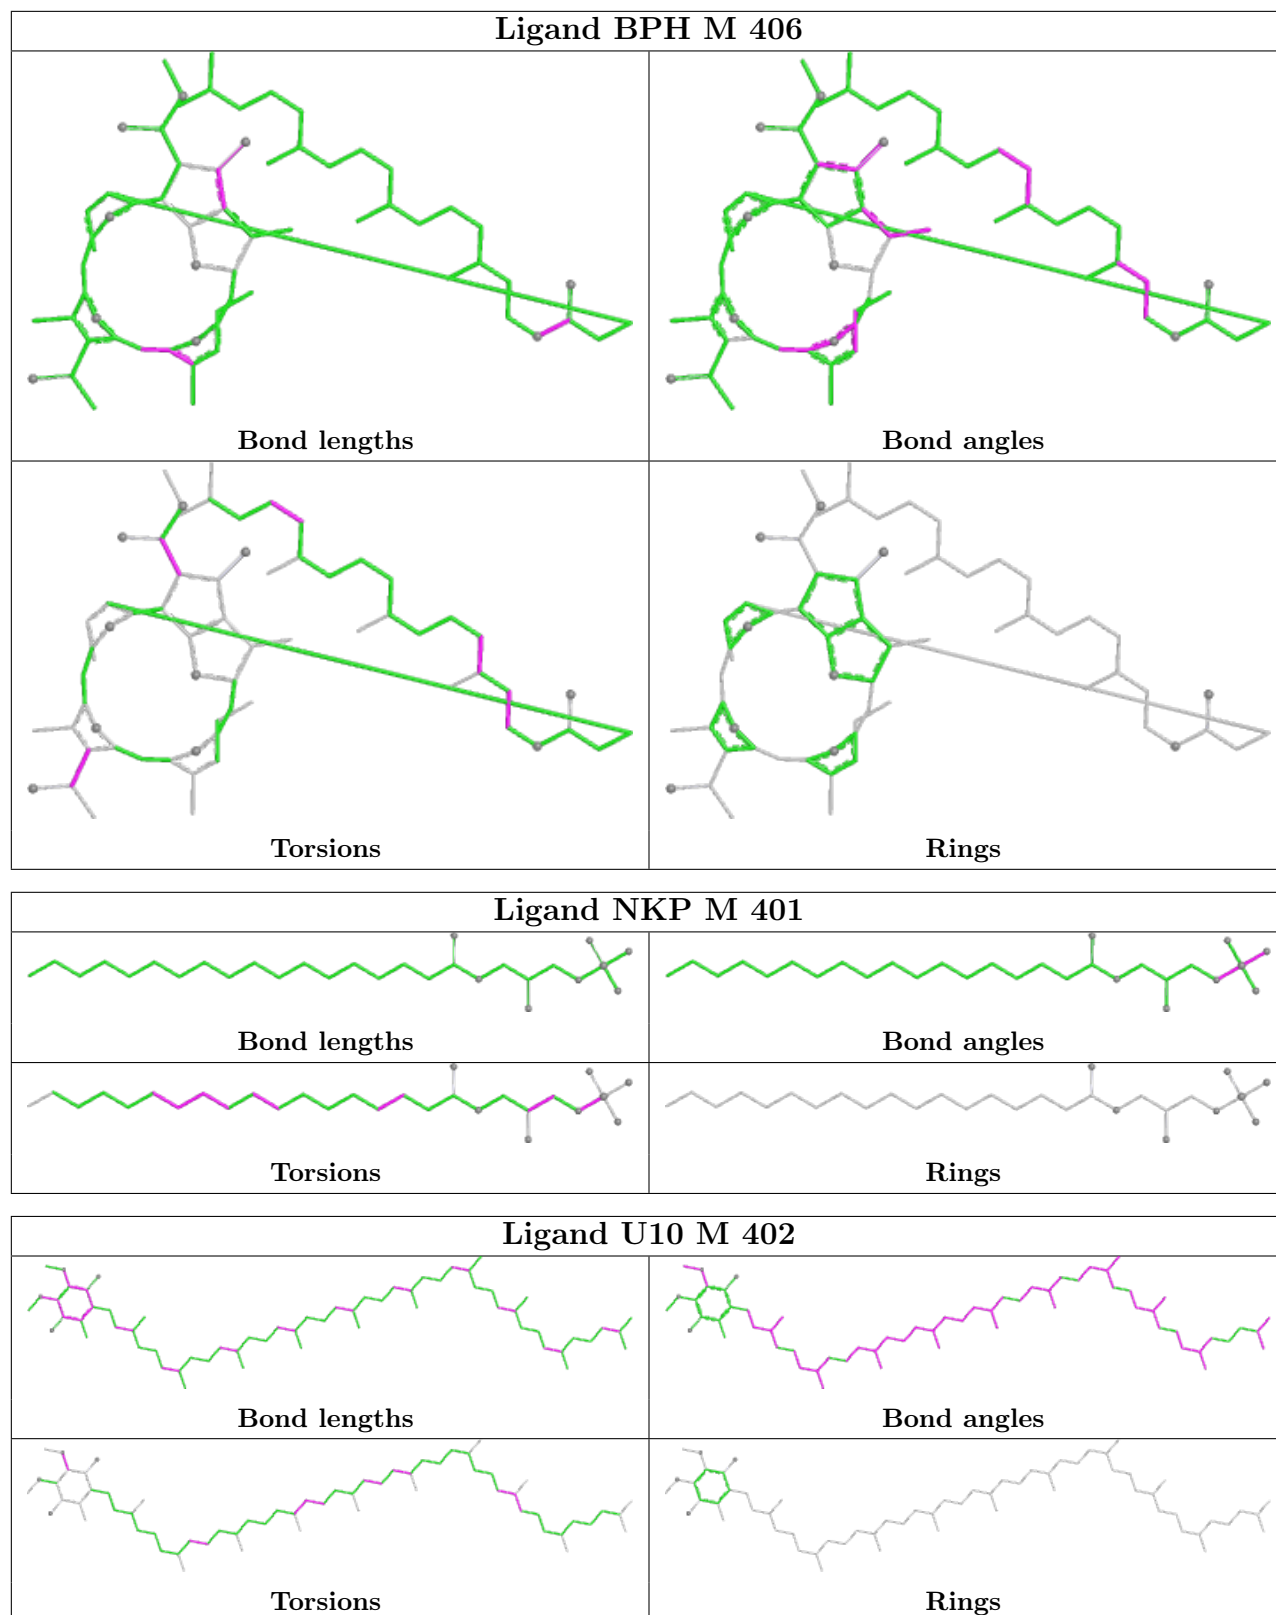 Ligand BPH M 406
Bond lengths
Bond angles
Torsions
Rings
Ligand NKP M 401
Bond lengths
Bond angles
Torsions
Rings
Ligand U10 M 402
Bond lengths
Bond angles
Torsions
Rings